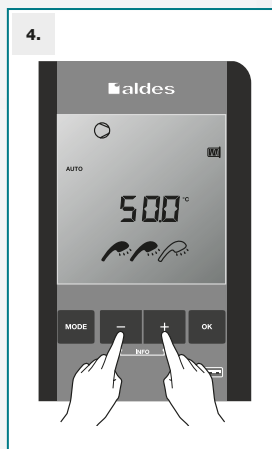 4.
aldes
AUTO
50.0 °C
MODE
−
+
OK
INFO